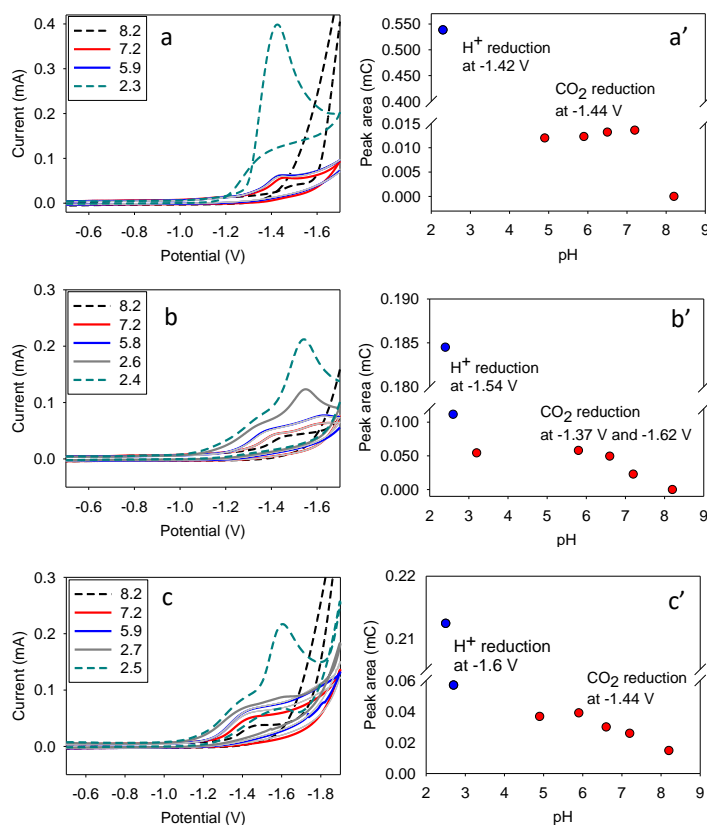 a
8.2
7.2
5.9
2.3
0.4
0.3
0.2
0.1
0.0
Current (mA)
-0.6 -0.8 -1.0 -1.2 -1.4 -1.6
Potential (V)
a’
H+ reduction
at -1.42 V
CO2 reduction
at -1.44 V
0.550
0.500
0.450
0.400
0.015
0.010
0.005
0.000
Peak area (mC)
2 3 4 5 6 7 8 9
pH
b
8.2
7.2
5.8
2.6
2.4
0.3
0.2
0.1
0.0
Current (mA)
-0.6 -0.8 -1.0 -1.2 -1.4 -1.6
Potential (V)
b’
H+ reduction
at -1.54 V
CO2 reduction
at -1.37 V and -1.62 V
0.190
0.180
0.100
0.050
0.000
Peak area (mC)
2 3 4 5 6 7 8 9
pH
c
8.2
7.2
5.9
2.7
2.5
0.3
0.2
0.1
0.0
Current (mA)
-0.6 -0.8 -1.0 -1.2 -1.4 -1.6 -1.8
Potential (V)
c’
H+ reduction
at -1.6 V
CO2 reduction
at -1.44 V
0.22
0.21
0.06
0.04
0.02
0.00
Peak area (mC)
2 3 4 5 6 7 8 9
pH